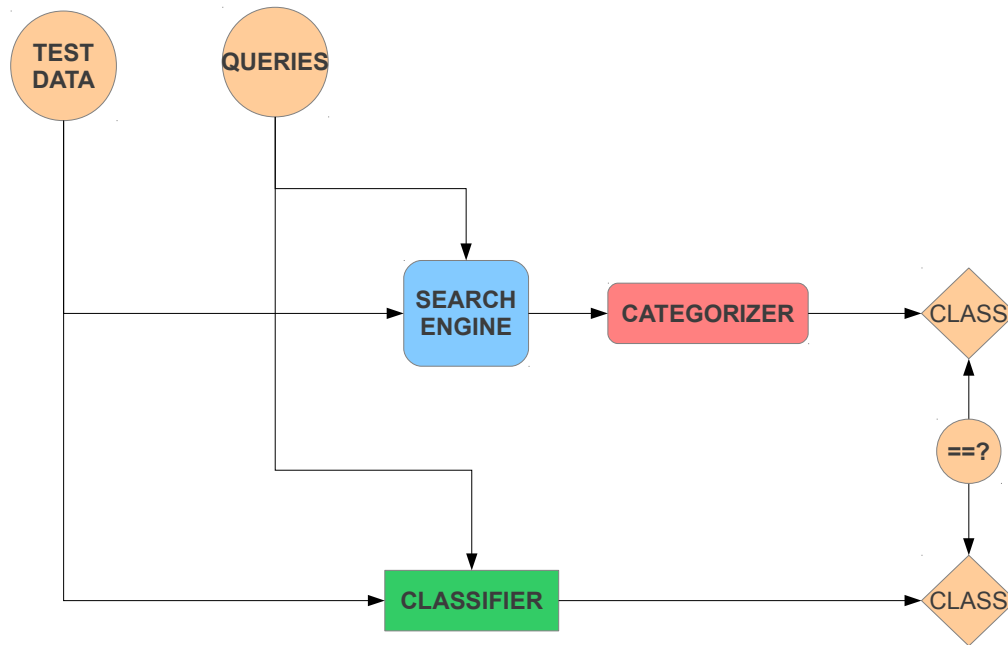 TEST
DATA
QUERIES
SEARCH
ENGINE
CATEGORIZER
CLASS
==?
CLASSIFIER
CLASS